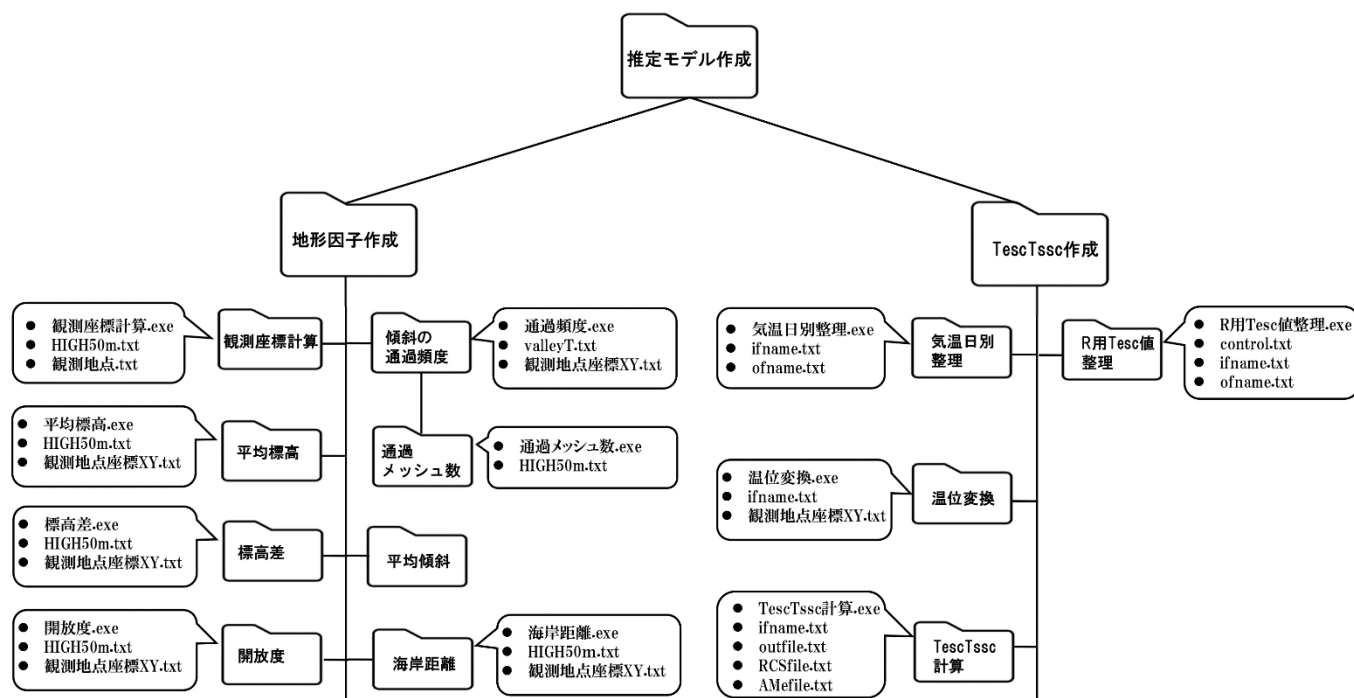 推定モデル作成
地形因子作成
TescTssc作成
● 観測座標計算.exe
● HIGH50m.txt
● 観測地点.txt
観測座標計算
傾斜の
通過頻度
● 通過頻度.exe
● valleyT.txt
● 観測地点座標XY.txt
● 平均標高.exe
● HIGH50m.txt
● 観測地点座標XY.txt
平均標高
通過
メッシュ数
● 通過メッシュ数.exe
● HIGH50m.txt
● 標高差.exe
● HIGH50m.txt
● 観測地点座標XY.txt
標高差
平均傾斜
● 開放度.exe
● HIGH50m.txt
● 観測地点座標XY.txt
開放度
海岸距離
● 海岸距離.exe
● HIGH50m.txt
● 観測地点座標XY.txt
● 気温日別整理.exe
● ifname.txt
● ofname.txt
気温日別
整理
R用Tesc値
整理
● R用Tesc値整理.exe
● control.txt
● ifname.txt
● ofname.txt
● 温位変換.exe
● ifname.txt
● 観測地点座標XY.txt
温位変換
● TescTssc計算.exe
● ifname.txt
● outfile.txt
● RCSfile.txt
● AMefile.txt
TescTssc
計算